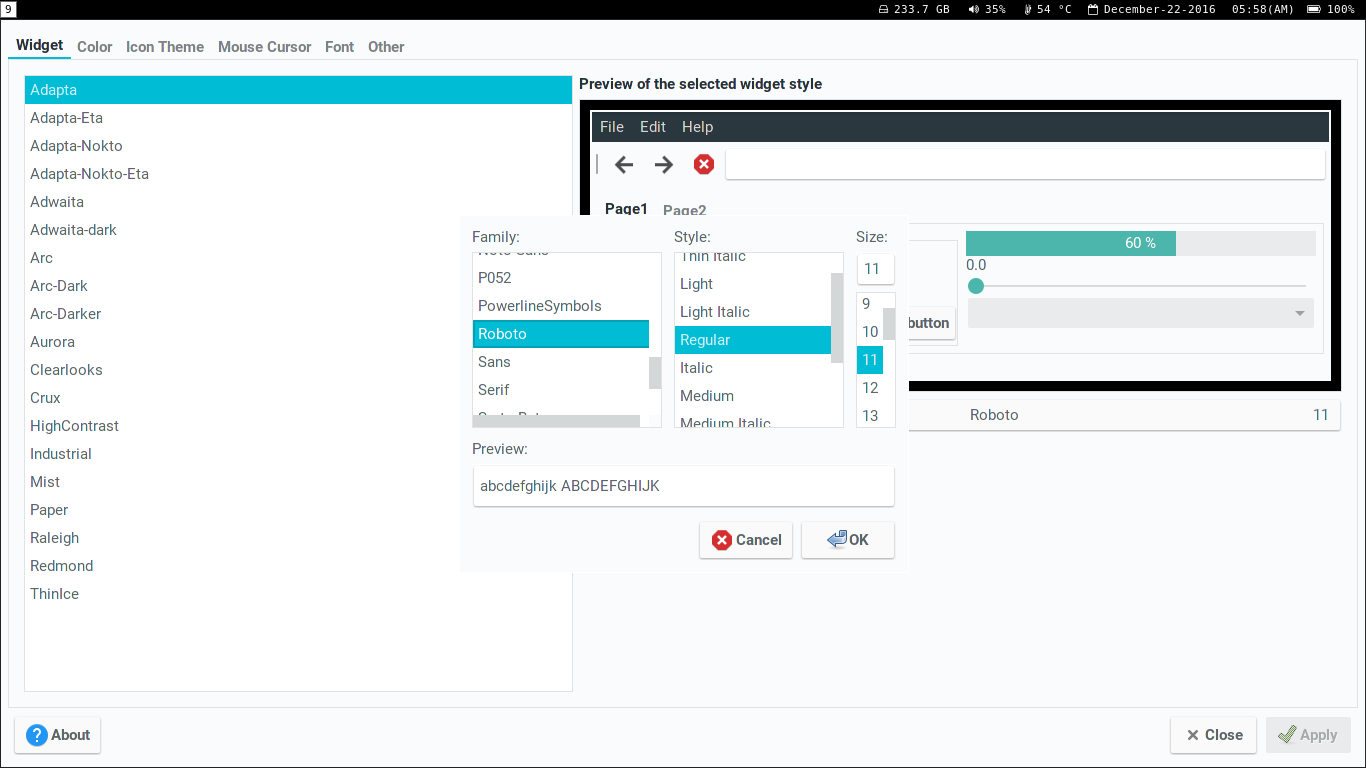 9 233.7 GB 35% 54 °C December-22-2016 05:58(AM) 100%
Widget Color Icon Theme Mouse Cursor Font Other
Adapta
Adapta-Eta
Adapta-Nokto
Adapta-Nokto-Eta
Adwaita
Adwaita-dark
Arc
Arc-Dark
Arc-Darker
Aurora
Clearlooks
Crux
HighContrast
Industrial
Mist
Paper
Raleigh
Redmond
ThinIce
Preview of the selected widget style
File Edit Help
Page1 Page2
60 %
0.0
button
Roboto 11
Family:
P052
PowerlineSymbols
Roboto
Sans
Serif
Style:
Thin Italic
Light
Light Italic
Regular
Italic
Medium
Medium Italic
Size:
11
9
10
11
12
13
Preview:
abcdefghijk ABCDEFGHIJK
Cancel OK
About Close Apply